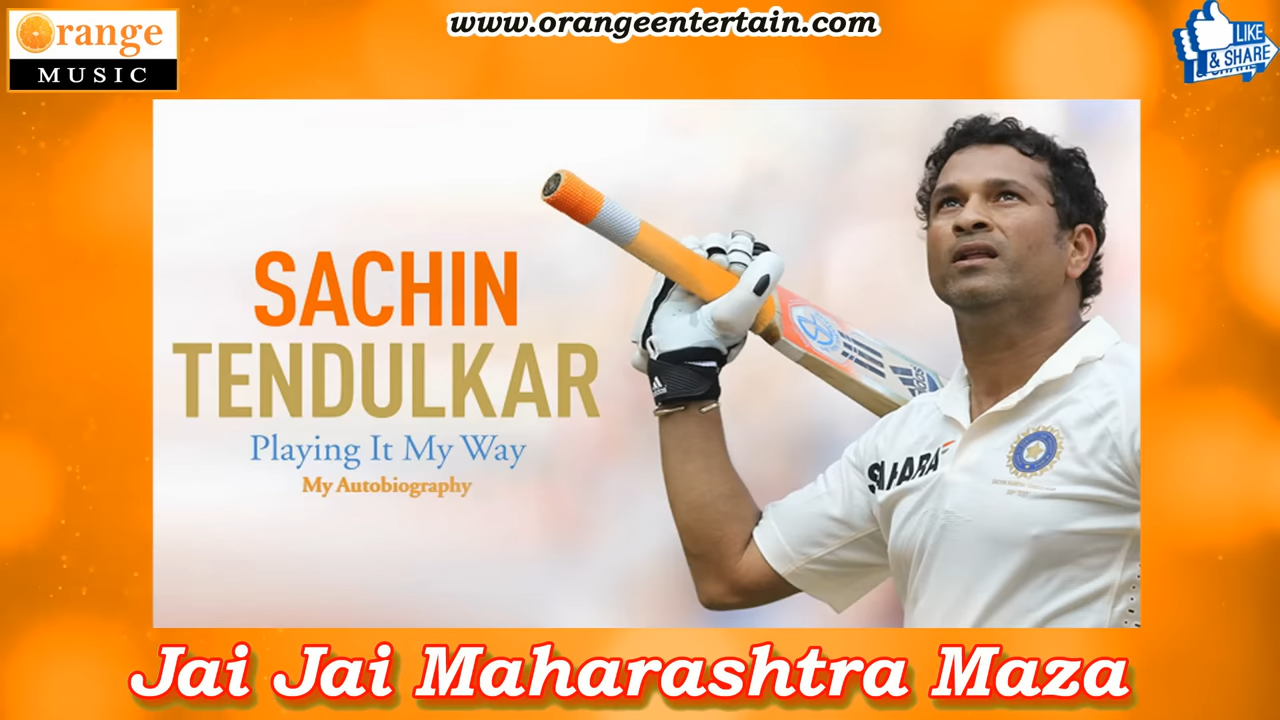 Orange
MUSIC
www.orangeentertain.com
LIKE
& SHARE
SACHIN
TENDULKAR
Playing It My Way
My Autobiography
adidas
SAHARA
Jai Jai Maharashtra Maza